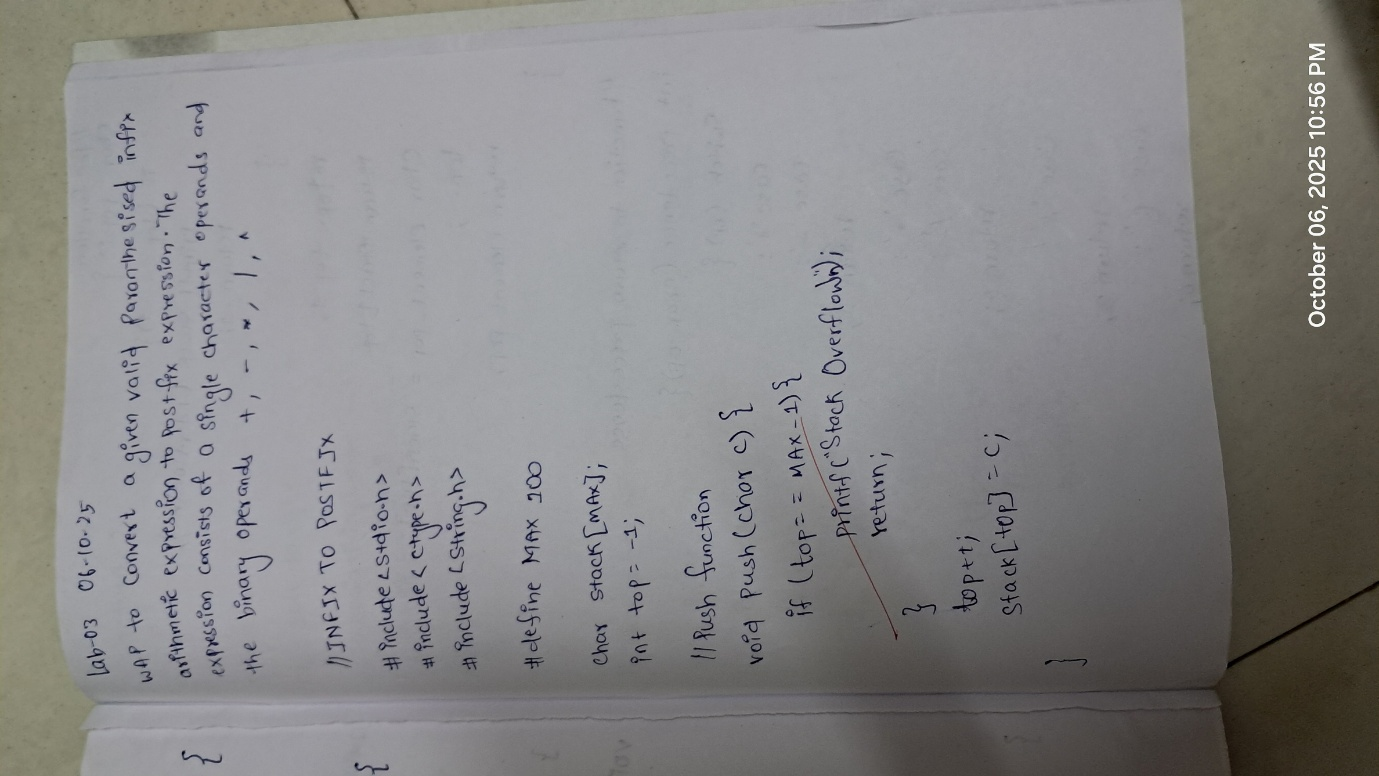 Lab-03 06-10-25
WAP to Convert a given valid paranthesised infix
arithmetic expression to postfix expression. The
expression consists of a single character operands and
the binary operands +, -, *, /, ^
//INFIX TO POSTFIX
#include<stdio.h>
#include<ctype.h>
#include<string.h>
#define MAX 100
char stack[MAX];
int top = -1;
//Push function
void push(char c) {
if (top == MAX-1) {
printf("Stack Overflow\n");
return;
}
top++;
stack[top] = c;
}
{
{
October 06, 2025 10:56 PM